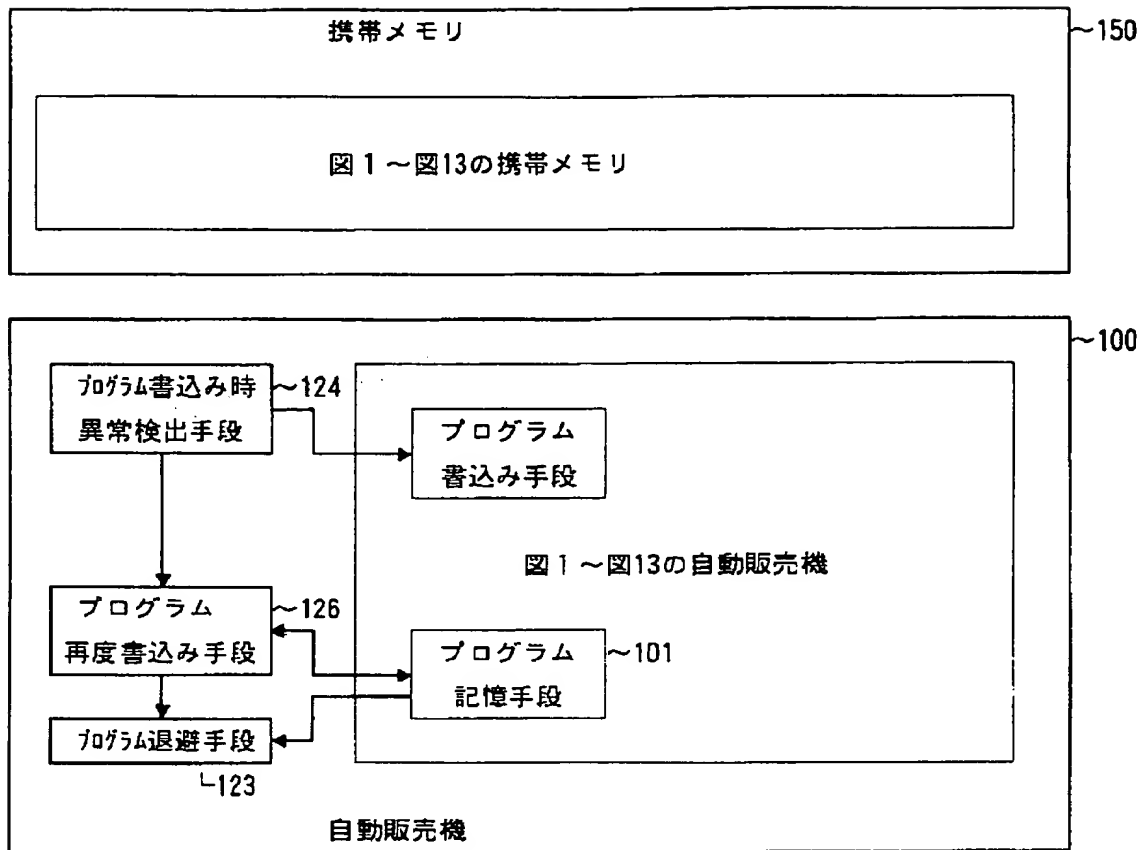 携帯メモリ
〜150
図1〜図13の携帯メモリ
〜100
プログラム書込み時
異常検出手段
〜124
プログラム
書込み手段
図1〜図13の自動販売機
プログラム
再度書込み手段
〜126
プログラム
記憶手段
〜101
プログラム退避手段
123
自動販売機